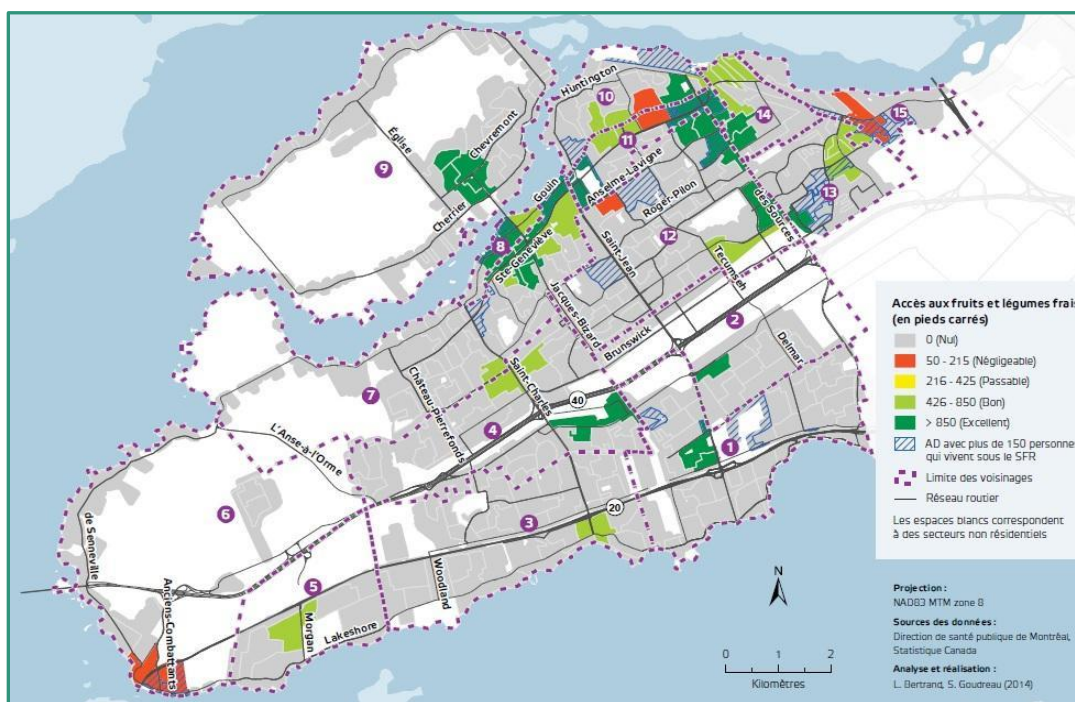 Huntington
10
15
14
11
Église
Chevremont
9
Anselme-Lavigne
Gouin
Cherrier
Roger-Pilon
des Sources
13
8
Ste-Geneviève
Saint-Jean
12
Tecumseh
Jacques-Bizard
Brunswick
2
Delmar
7
Château-Pierrefonds
Saint-Charles
40
4
L'Anse-à-l'Orme
1
6
20
3
de Senneville
Anciens-Combattants
5
Woodland
Morgan
Lakeshore
Accès aux fruits et légumes frais
(en pieds carrés)
0 (Nul)
50 - 215 (Négligeable)
216 - 425 (Passable)
426 - 850 (Bon)
> 850 (Excellent)
AD avec plus de 150 personne
qui vivent sous le SFR
Limite des voisinages
Réseau routier
Les espaces blancs correspondent
à des secteurs non résidentiels
N
0 1 2
Kilomètres
Projection :
NAD83 MTM zone 8
Sources des données :
Direction de santé publique de Montréal,
Statistique Canada
Analyse et réalisation :
L. Bertrand, S. Goudreau (2014)